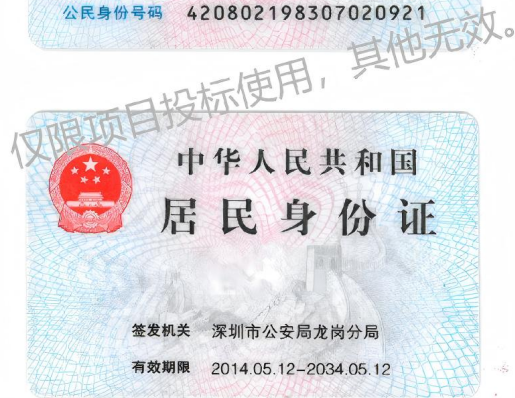 公民身份号码 420802198307020921
仅限项目投标使用，其他无效。
中华人民共和国
居民身份证
签发机关 深圳市公安局龙岗分局
有效期限 2014.05.12-2034.05.12